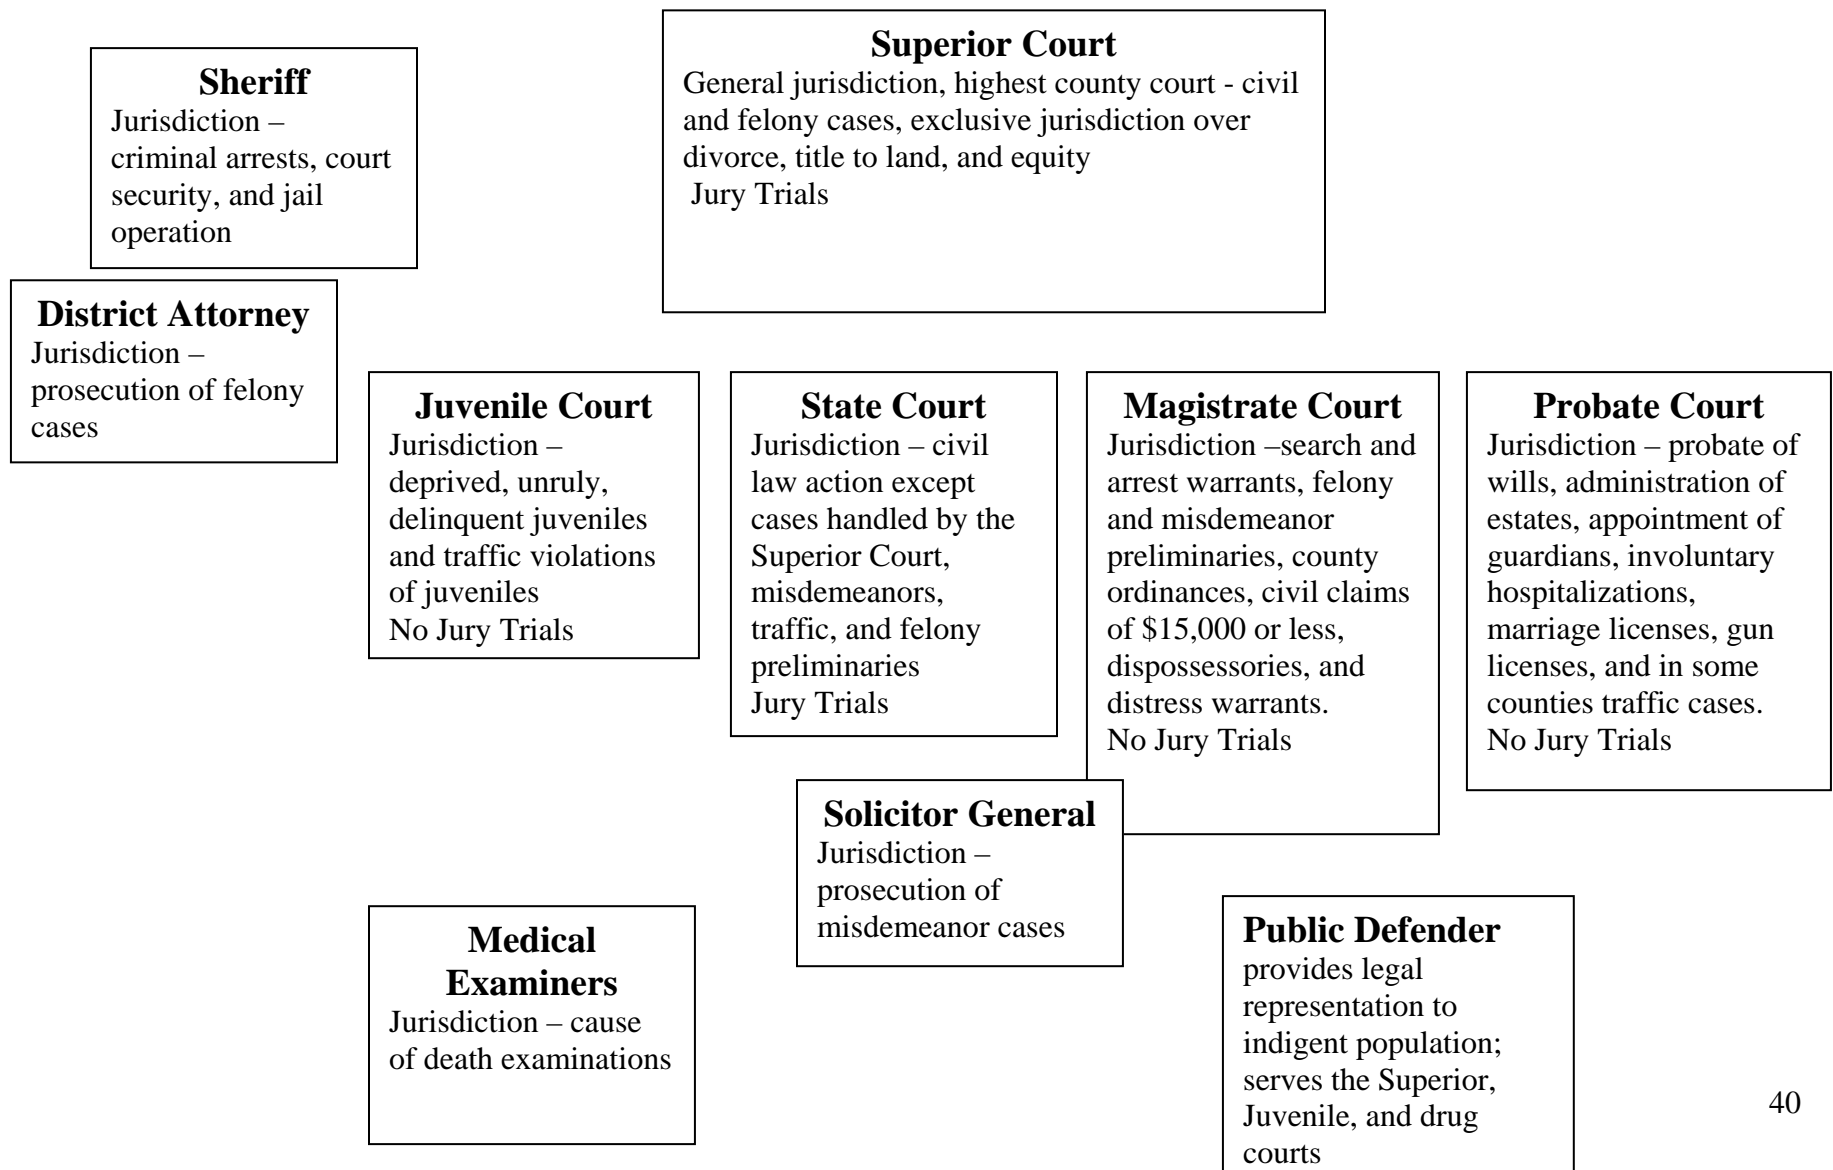 Superior Court
General jurisdiction, highest county court - civil
and felony cases, exclusive jurisdiction over
divorce, title to land, and equity
Jury Trials
Sheriff
Jurisdiction –
criminal arrests, court
security, and jail
operation
District Attorney
Jurisdiction –
prosecution of felony
cases
Juvenile Court
Jurisdiction –
deprived, unruly,
delinquent juveniles
and traffic violations
of juveniles
No Jury Trials
State Court
Jurisdiction – civil
law action except
cases handled by the
Superior Court,
misdemeanors,
traffic, and felony
preliminaries
Jury Trials
Magistrate Court
Jurisdiction –search and
arrest warrants, felony
and misdemeanor
preliminaries, county
ordinances, civil claims
of $15,000 or less,
dispossessories, and
distress warrants.
No Jury Trials
Probate Court
Jurisdiction – probate of
wills, administration of
estates, appointment of
guardians, involuntary
hospitalizations,
marriage licenses, gun
licenses, and in some
counties traffic cases.
No Jury Trials
Solicitor General
Jurisdiction –
prosecution of
misdemeanor cases
Medical
Examiners
Jurisdiction – cause
of death examinations
Public Defender
provides legal
representation to
indigent population;
serves the Superior,
Juvenile, and drug
courts
40